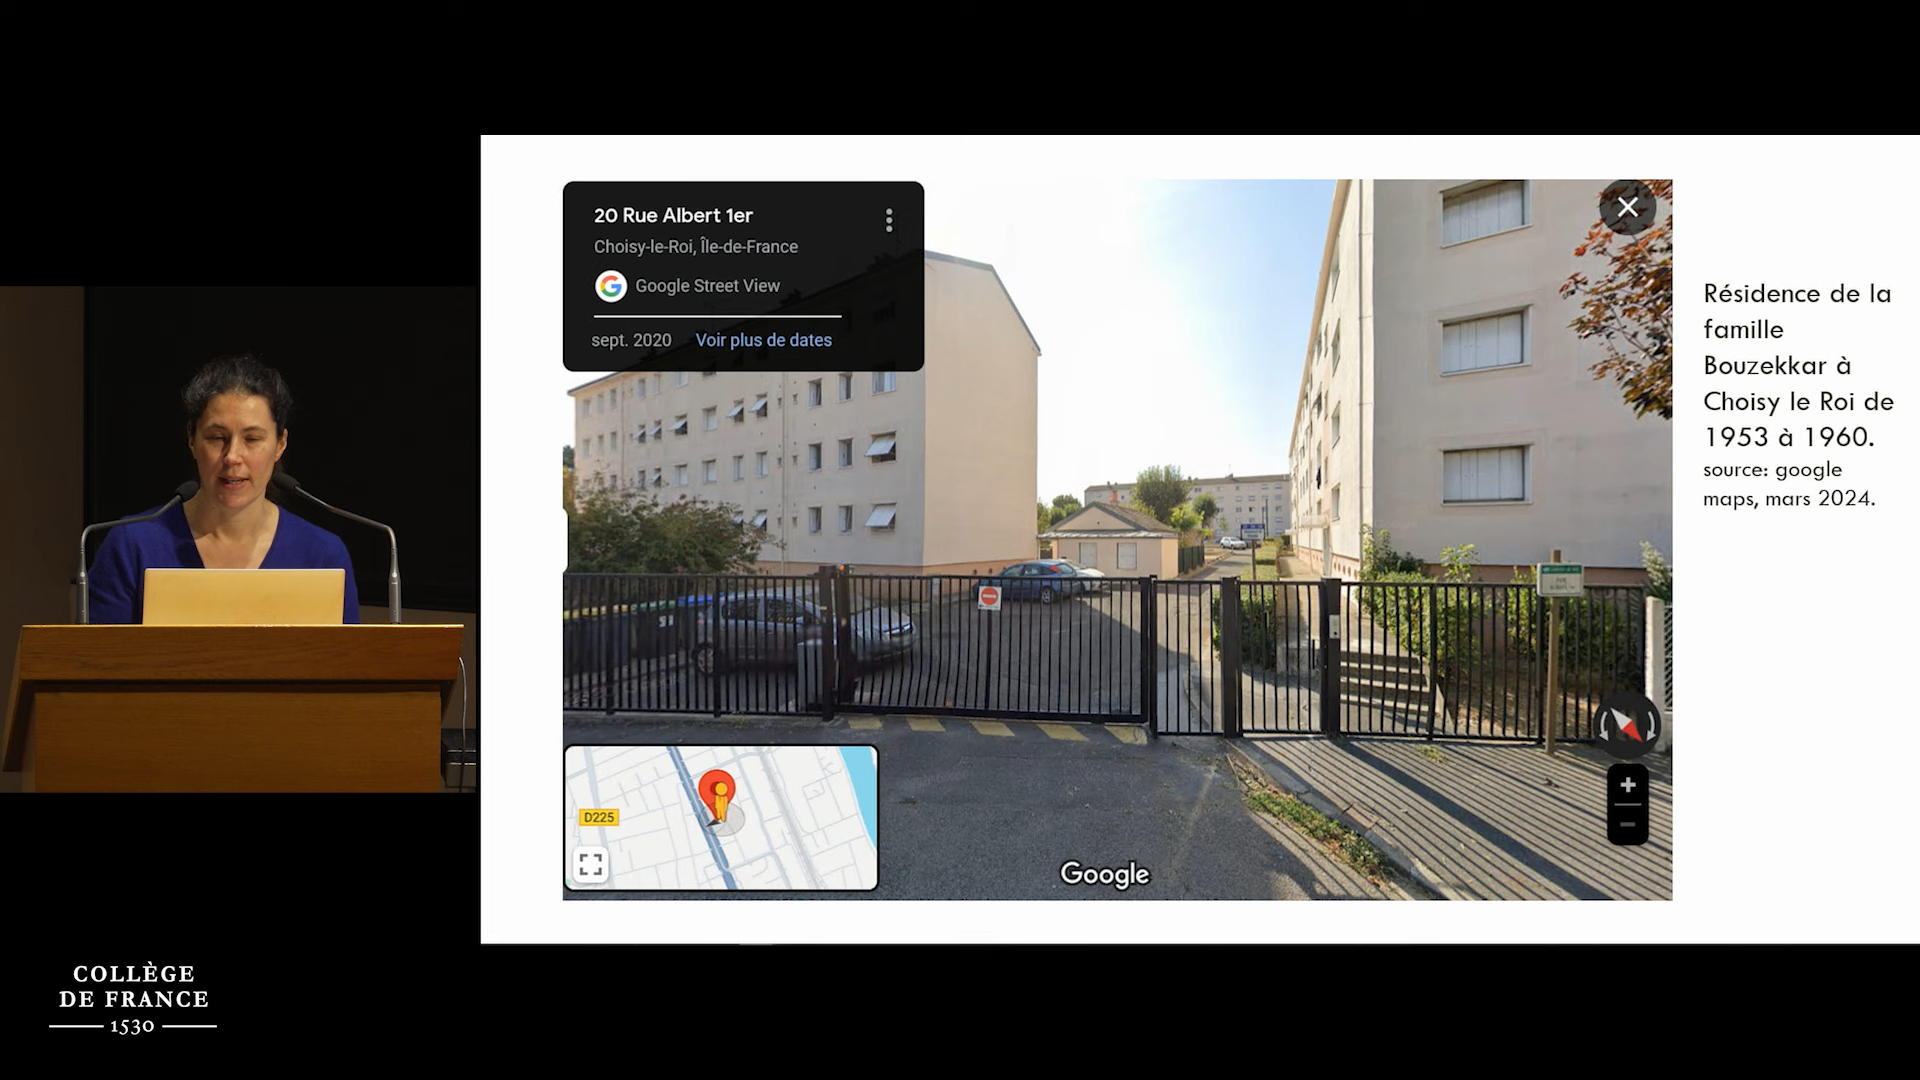 20 Rue Albert 1er
Choisy-le-Roi, Île-de-France
Google Street View
sept. 2020 Voir plus de dates
Résidence de la
famille
Bouzekkar à
Choisy le Roi de
1953 à 1960.
source: google
maps, mars 2024.
D225
Google
COLLÈGE
DE FRANCE
1530